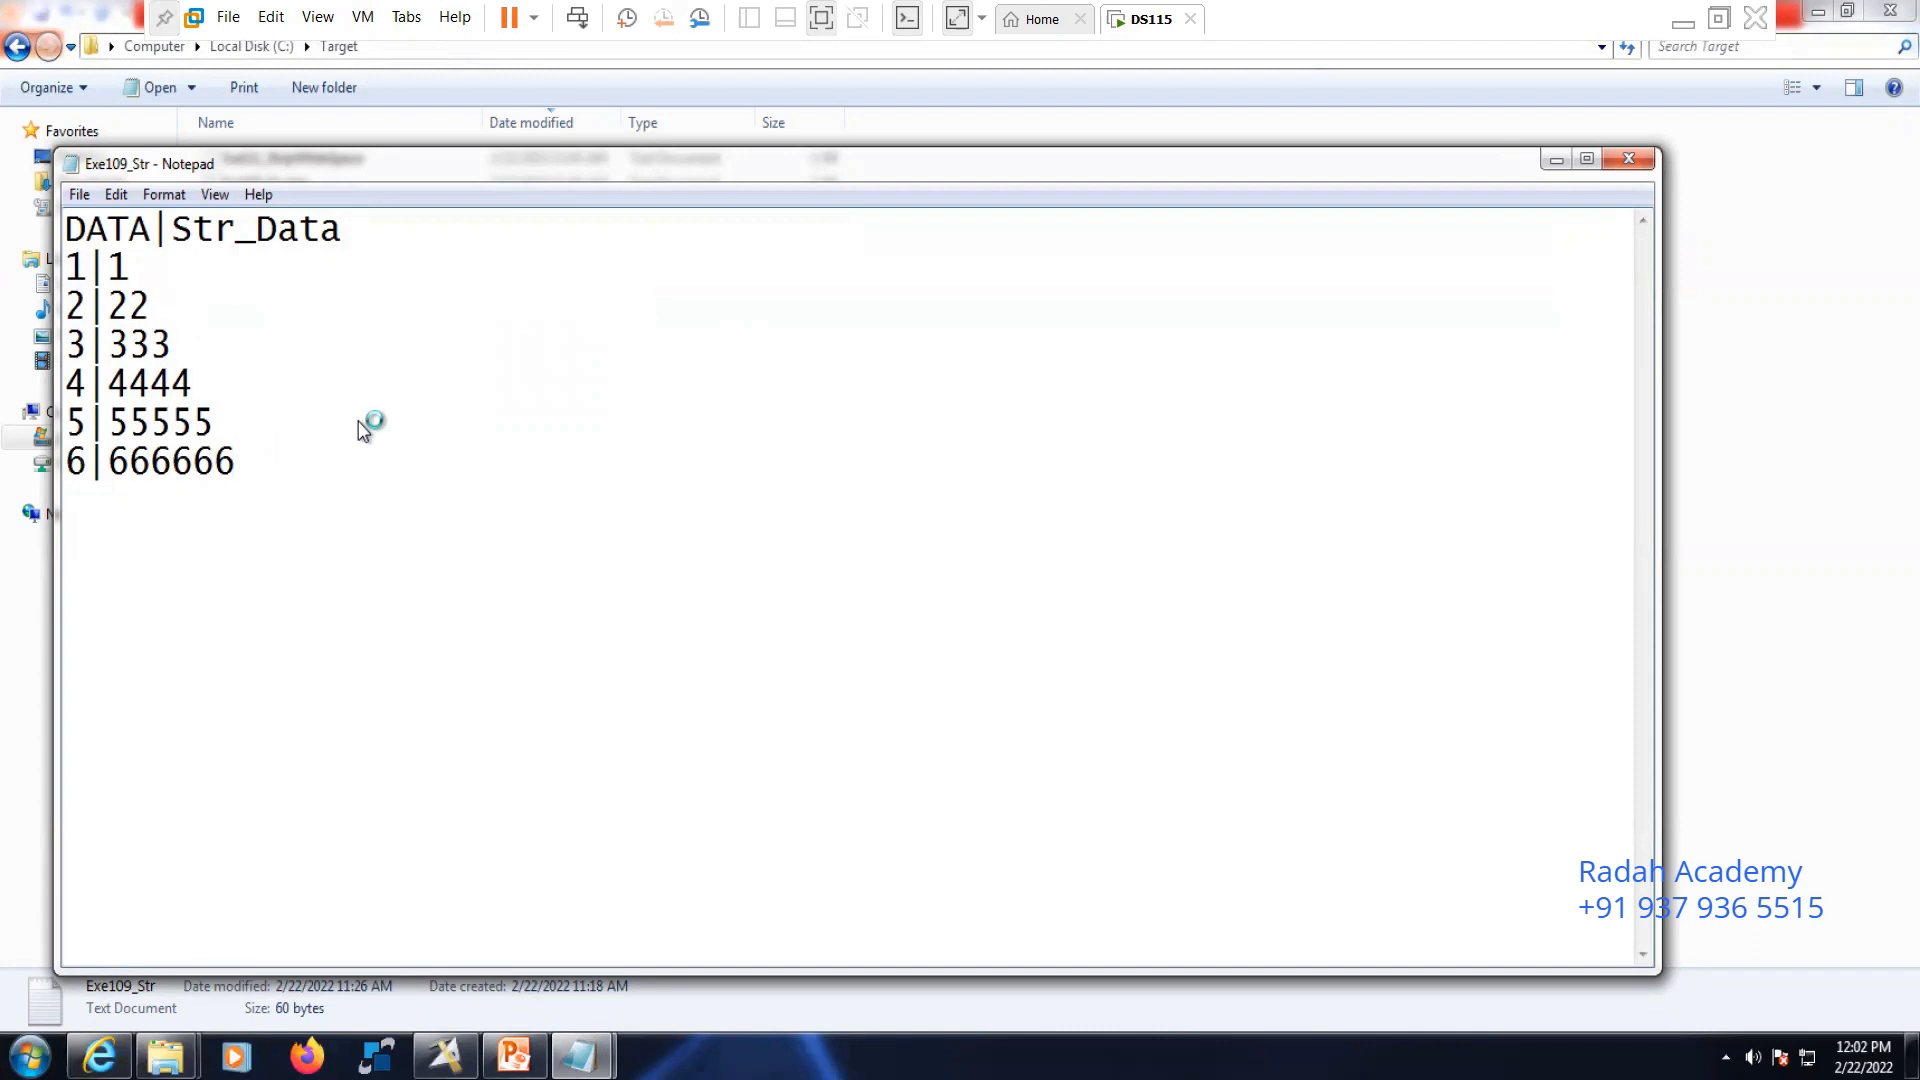 File Edit View VM Tabs Help Home DS115
Computer Local Disk (C:) Target Search Target
Organize Open Print New folder
Favorites Name Date modified Type Size
Exe109_Str - Notepad
File Edit Format View Help
DATA|Str_Data
1|1
2|22
3|333
4|4444
5|55555
6|666666
Radah Academy
+91 937 936 5515
Exe109_Str Date modified: 2/22/2022 11:26 AM Date created: 2/22/2022 11:18 AM
Text Document Size: 60 bytes
12:02 PM
2/22/2022